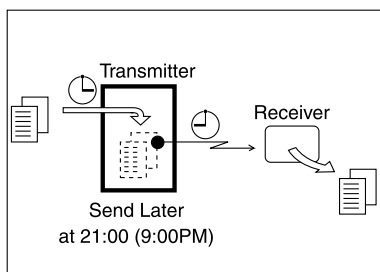 Transmitter
Receiver
Send Later
at 21:00 (9:00PM)